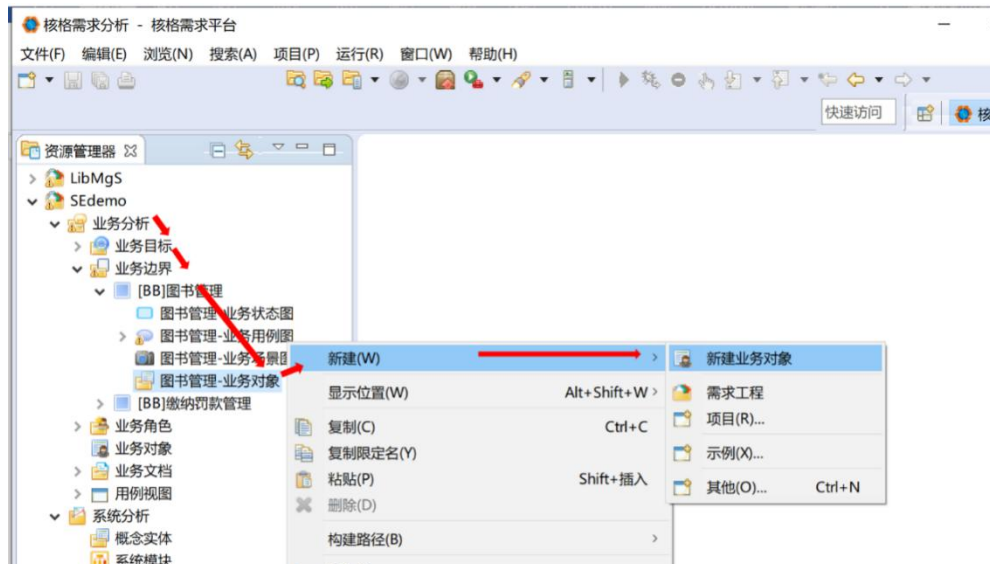 核格需求分析 - 核格需求平台
文件(F) 编辑(E) 浏览(N) 搜索(A) 项目(P) 运行(R) 窗口(W) 帮助(H)
快速访问
核
资源管理器
LibMgS
SEdemo
业务分析
业务目标
业务边界
[BB]图书管理
图书管理-业务状态图
图书管理-业务用例图
图书管理-业务场景图
图书管理-业务对象
[BB]缴纳罚款管理
业务角色
业务对象
业务文档
用例视图
系统分析
概念实体
系统模块
新建(W)
显示位置(W) Alt+Shift+W
复制(C) Ctrl+C
复制限定名(Y)
粘贴(P) Shift+插入
删除(D)
构建路径(B)
新建业务对象
需求工程
项目(R)...
示例(X)...
其他(O)... Ctrl+N